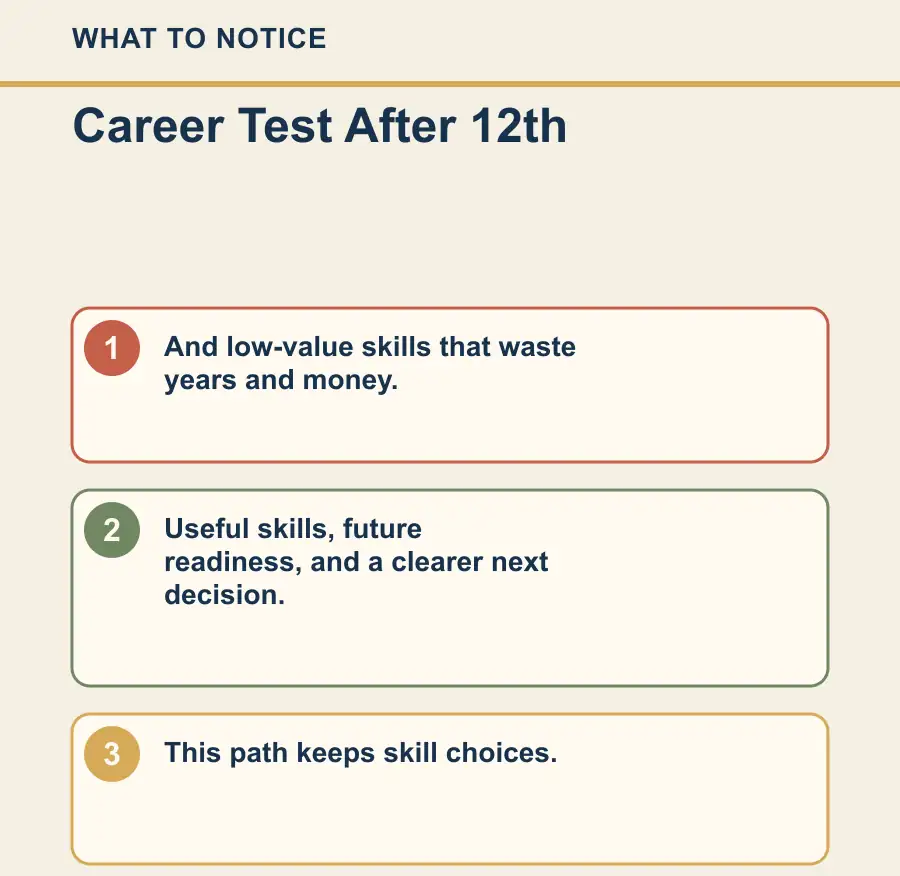 WHAT TO NOTICE
Career Test After 12th
1
And low-value skills that waste
years and money.
2
Useful skills, future
readiness, and a clearer next
decision.
3
This path keeps skill choices.